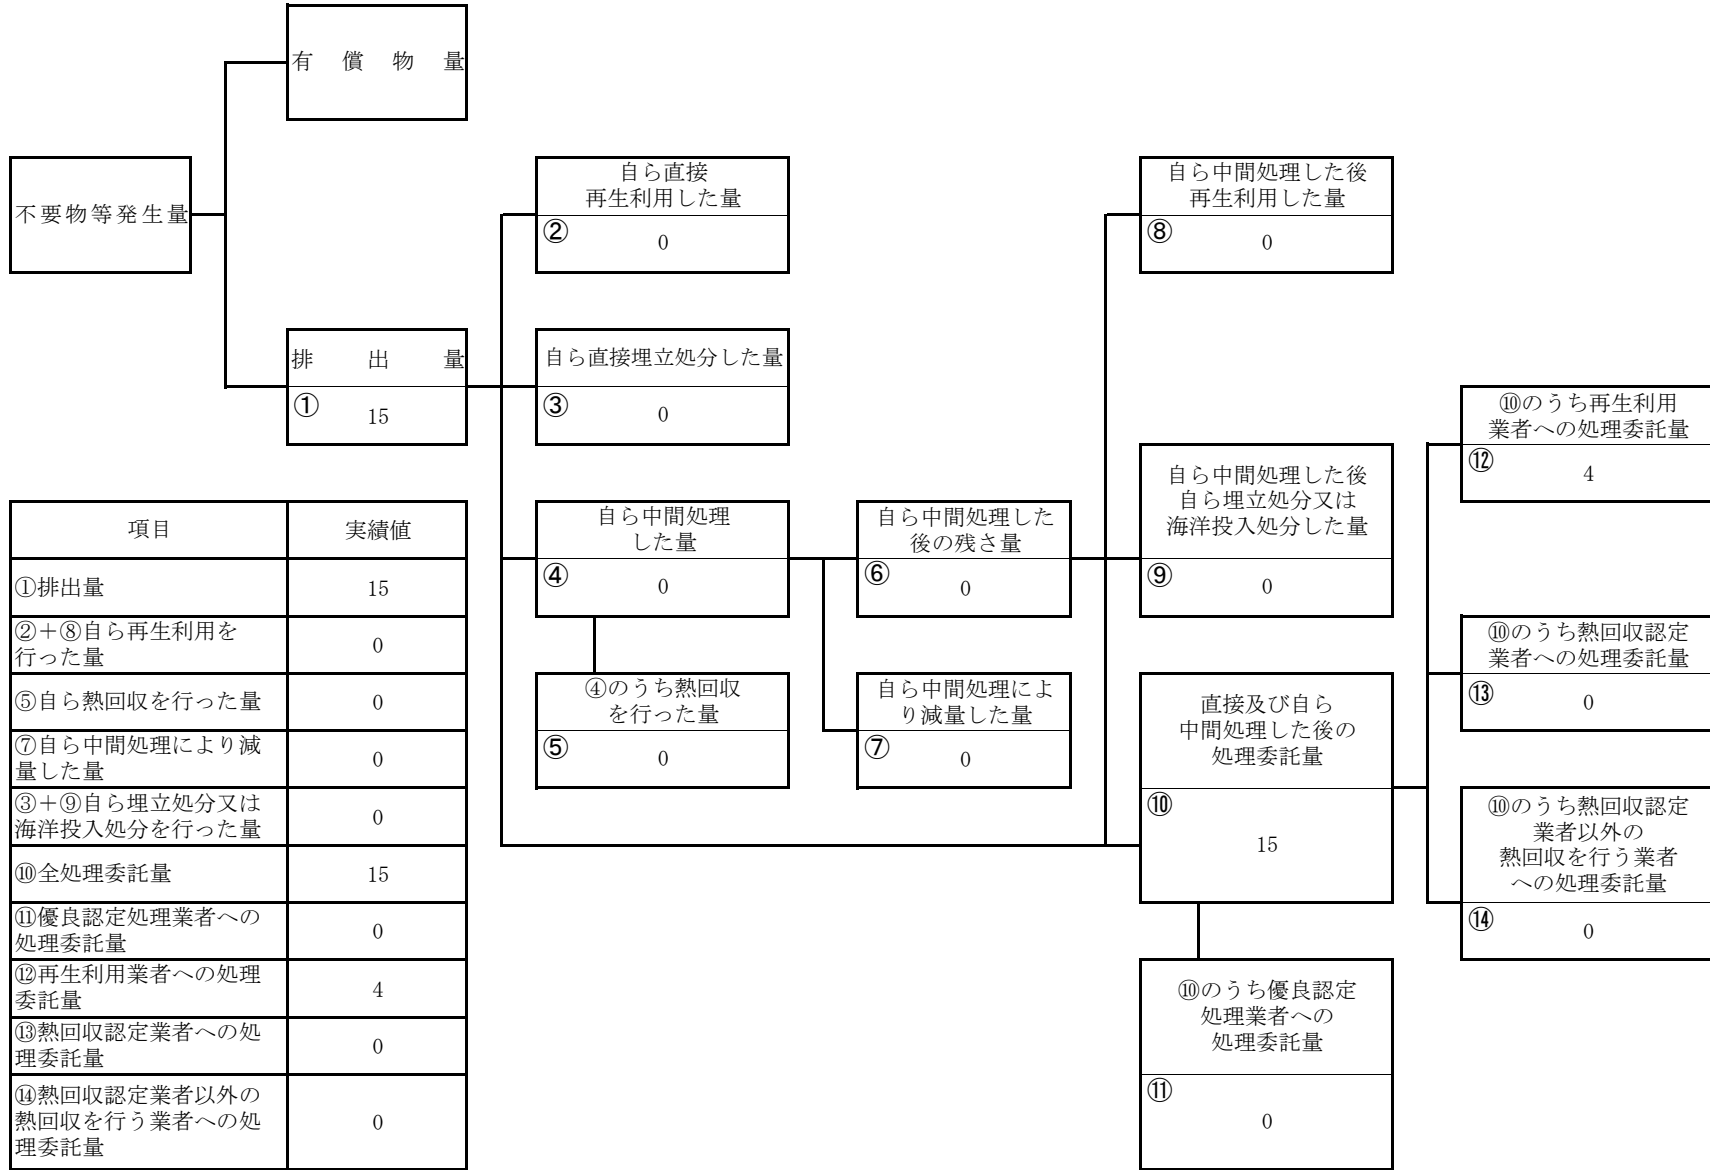 有償物量
不要物等発生量
排出量
①
15
自ら直接
再生利用した量
②
0
自ら直接埋立処分した量
③
0
自ら中間処理
した量
④
0
④のうち熱回収
を行った量
⑤
0
自ら中間処理した
後の残さ量
⑥
0
自ら中間処理によ
り減量した量
⑦
0
自ら中間処理した後
再生利用した量
⑧
0
自ら中間処理した後
自ら埋立処分又は
海洋投入処分した量
⑨
0
直接及び自ら
中間処理した後の
処理委託量
⑩
15
⑩のうち優良認定
処理業者への
処理委託量
⑪
0
⑩のうち再生利用
業者への処理委託量
⑫
4
⑩のうち熱回収認定
業者への処理委託量
⑬
0
⑩のうち熱回収認定
業者以外の
熱回収を行う業者
への処理委託量
⑭
0
項目 実績値
①排出量 15
②＋⑧自ら再生利用を
行った量 0
⑤自ら熱回収を行った量 0
⑦自ら中間処理により減
量した量 0
③＋⑨自ら埋立処分又は
海洋投入処分を行った量 0
⑩全処理委託量 15
⑪優良認定処理業者への
処理委託量 0
⑫再生利用業者への処理
委託量 4
⑬熱回収認定業者への処
理委託量 0
⑭熱回収認定業者以外の
熱回収を行う業者への処 0
理委託量